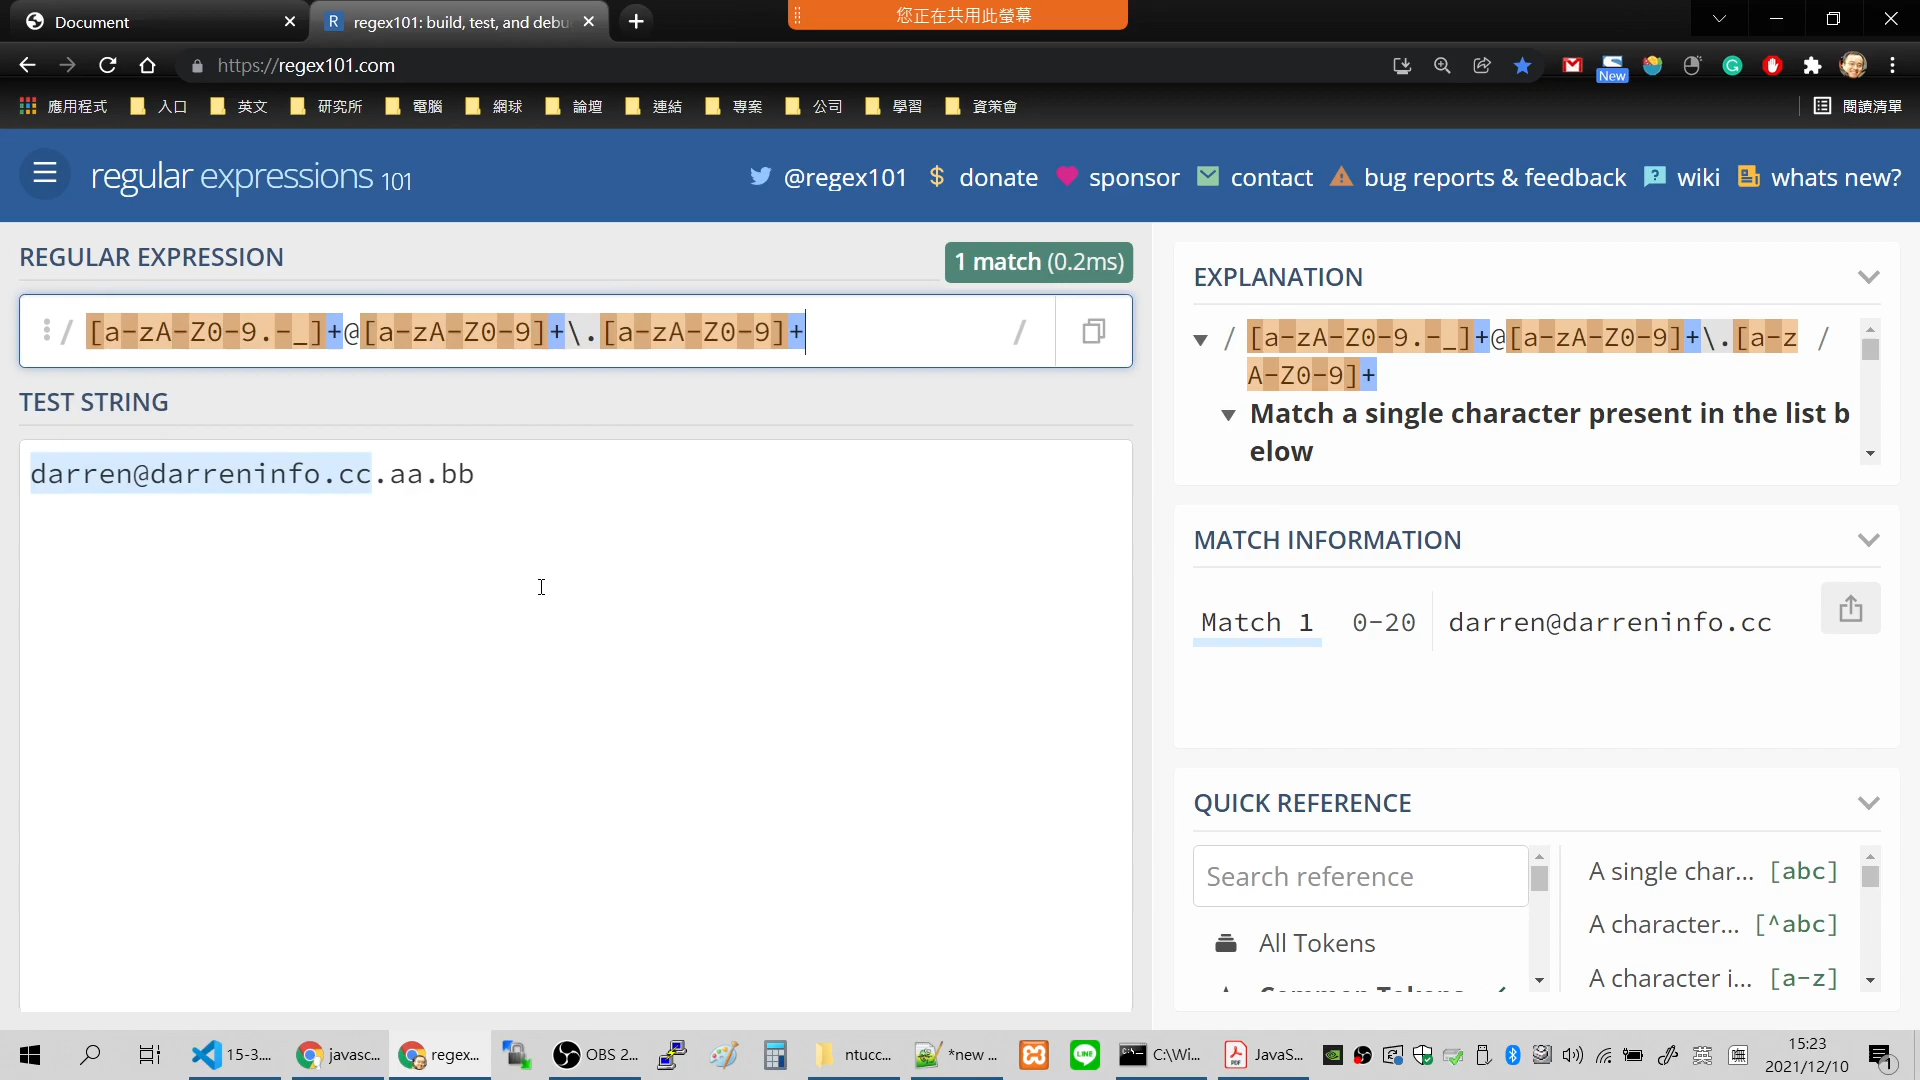 Document
regex101: build, test, and debu
您正在共用此螢幕
https://regex101.com
New
應用程式 入口 英文 研究所 電腦 網球 論壇 連結 專案 公司 學習 資策會 閱讀清單
regular expressions 101
@regex101 donate sponsor contact bug reports & feedback wiki whats new?
REGULAR EXPRESSION
1 match (0.2ms)
/ [a-zA-Z0-9.-_]+@[a-zA-Z0-9]+\.[a-zA-Z0-9]+ /
TEST STRING
darren@darreninfo.cc.aa.bb
EXPLANATION
/ [a-zA-Z0-9.-_]+@[a-zA-Z0-9]+\.[a-z /
A-Z0-9]+
Match a single character present in the list b
elow
MATCH INFORMATION
Match 1 0-20 darren@darreninfo.cc
QUICK REFERENCE
Search reference
All Tokens
Common Tokens
A single char... [abc]
A character... [^abc]
A character i... [a-z]
15-3.... javasc... regex... OBS 2... ntucc... *new ... C:\Wi... JavaS...
英
15:23
2021/12/10
1